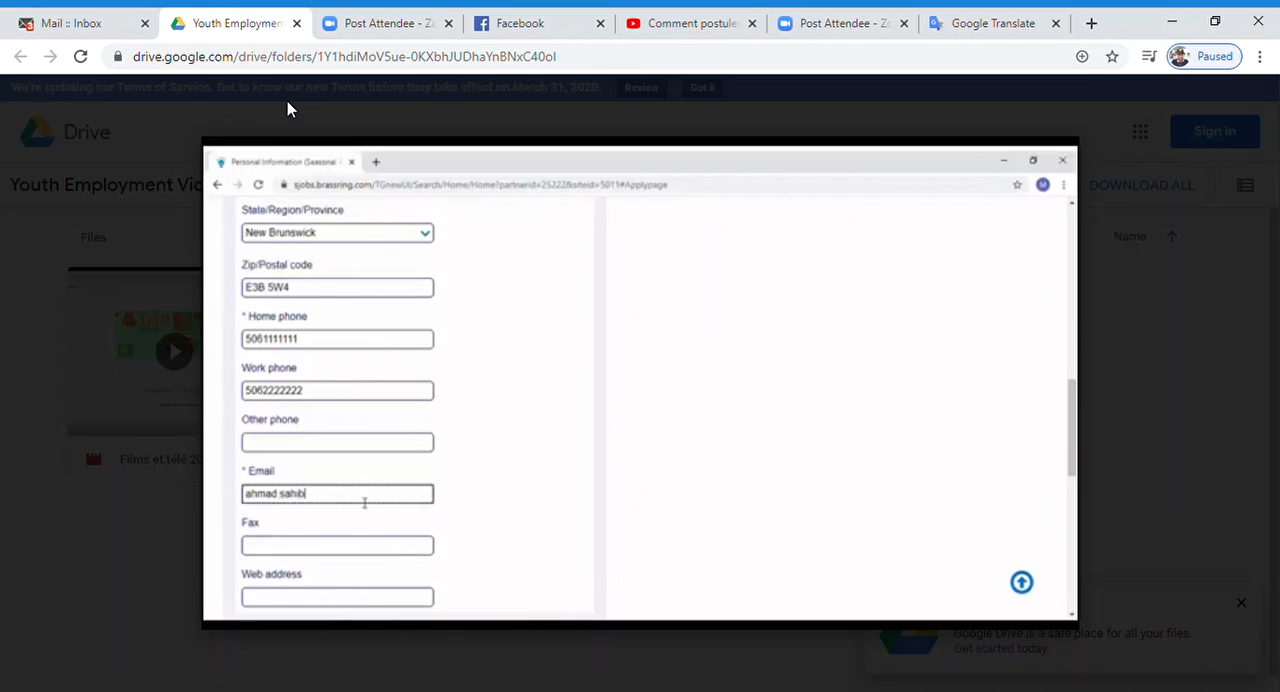 Mail :: Inbox
Youth Employmen
Post Attendee - Zo
Facebook
Comment postule
Post Attendee - Zo
Google Translate
drive.google.com/drive/folders/1Y1hdiMoV5ue-0KXbhJUDhaYnBNxC40oI
Paused
We're updating our Terms of Service. Get to know our new Terms before they take effect on March 31, 2020.
Review
Got it
Drive
Sign in
Youth Employment Vic
DOWNLOAD ALL
Files
Name
Films et télé 20
Personal Information (Seasonal
sjobs.brassring.com/TGnewUI/Search/Home/Home?partnerid=25222&siteid=5011#Applypage
M
State/Region/Province
New Brunswick
Zip/Postal code
E3B 5W4
* Home phone
5061111111
Work phone
5062222222
Other phone
* Email
ahmad.sahib
Fax
Web address
Google Drive is a safe place for all your files.
Get started today.